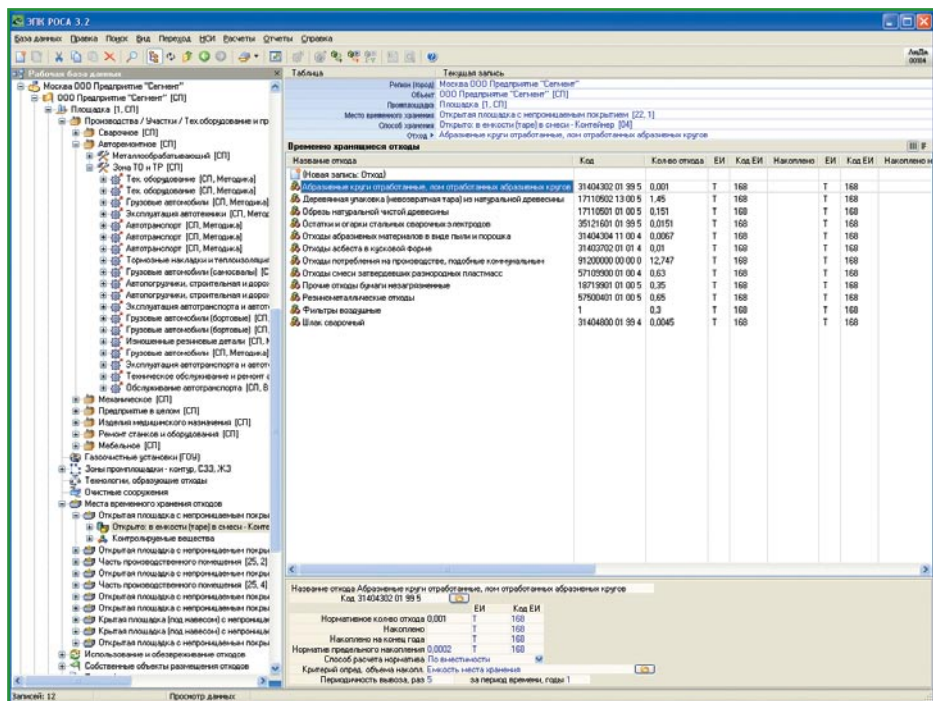 ЭПК РОСА 3.2
База данных Правка Поиск Вид Переход НСИ Расчеты Отчеты Справка
Рабочая база данных
Москва ООО Предприятие "Сегмент"
ООО Предприятие "Сегмент" [СП]
Площадка [1, СП]
Производства / Участки / Тех.оборудование и пр
Сварочное [СП]
Авторемонтное [СП]
Металлообрабатывающий [СП]
Зона ТО и ТР [СП]
Тех. оборудование [СП, Методика]
Тех. оборудование [СП, Методика]
Грузовые автомобили [СП, Методика]
Эксплуатация автотехники [СП, Метод
Автотранспорт [СП, Методика]
Автотранспорт [СП, Методика]
Автотранспорт [СП, Методика]
Тормозные накладки и теплоизоляцио
Грузовые автомобили (самосвалы) [С
Автопогрузчики, строительная и дорож
Автопогрузчики, строительная и дорож
Эксплуатация автотранспорта и автот
Грузовые автомобили (бортовые) [СП,
Грузовые автомобили (бортовые) [СП,
Изношенные резиновые детали [СП, М
Грузовые автомобили [СП, Методика]
Эксплуатация автотранспорта и автот
Техническое обслуживание и ремонт а
Обслуживание автотранспорта [СП, В
Механическое [СП]
Предприятие в целом [СП]
Изделия медицинского назначения [СП]
Ремонт станков и оборудования [СП]
Мебельное [СП]
Газоочистные установки (ГОУ)
Зоны промплощадки - контур, СЗЗ, ЖЗ
Технологии, образующие отходы
Очистные сооружения
Места временного хранения отходов
Открытая площадка с непроницаемым покры
Открыто: в емкости (таре) в смеси - Конте
Контролируемые вещества
Открытая площадка с непроницаемым покры
Часть производственного помещения [25, 2]
Открытая площадка с непроницаемым покры
Часть производственного помещения [25, 4]
Открытая площадка с непроницаемым покры
Открытая площадка с непроницаемым покры
Крытая площадка (под навесом) с непроницае
Крытая площадка (под навесом) с непроницае
Открытая площадка с непроницаемым покры
Использование и обезвреживание отходов
Собственные объекты размещения отходов
Таблица Текущая запись
Регион (город) Москва ООО Предприятие "Сегмент"
Объект ООО Предприятие "Сегмент" [СП]
Промплощадка Площадка [1, СП]
Место временного хранения Открытая площадка с непроницаемым покрытием [22, 1]
Способ хранения Открыто: в емкости (таре) в смеси - Контейнер [04]
Отход Абразивные круги отработанные, лом отработанных абразивных кругов
Временно хранящиеся отходы
Название отхода Код Кол-во отхода ЕИ Код ЕИ Накоплено ЕИ Код ЕИ Накоплено н
(Новая запись: Отход)
Абразивные круги отработанные, лом отработанных абразивных кругов 31404302 01 99 5 0,001 Т 168 Т 168
Деревянная упаковка (невозвратная тара) из натуральной древесины 17110502 13 00 5 1,45 Т 168 Т 168
Обрезь натуральной чистой древесины 17110501 01 00 5 0,151 Т 168 Т 168
Остатки и огарки стальных сварочных электродов 35121601 01 99 5 0,0151 Т 168 Т 168
Отходы абразивных материалов в виде пыли и порошка 31404304 11 00 4 0,0067 Т 168 Т 168
Отходы асбеста в кусковой форме 31403702 01 01 4 0,01 Т 168 Т 168
Отходы потребления на производстве, подобные коммунальным 91200000 00 00 0 12,747 Т 168 Т 168
Отходы смеси затвердевших разнородных пластмасс 57109900 01 00 4 0,63 Т 168 Т 168
Прочие отходы бумаги незагрязненные 18719901 01 00 5 0,35 Т 168 Т 168
Резинометаллические отходы 57500401 01 00 5 0,65 Т 168 Т 168
Фильтры воздушные 1 0,3 Т 168 Т 168
Шлак сварочный 31404800 01 99 4 0,0045 Т 168 Т 168
Название отхода Абразивные круги отработанные, лом отработанных абразивных кругов
Код 31404302 01 99 5
ЕИ Код ЕИ
Нормативное кол-во отхода 0,001 Т 168
Накоплено Т 168
Накоплено на конец года Т 168
Норматив предельного накопления 0,0002 Т 168
Способ расчета норматива По вместимости
Критерий опред. объема накопл. Емкость места хранения
Периодичность вывоза, раз 5 за период времени, годы 1
Записей: 12 Просмотр данных